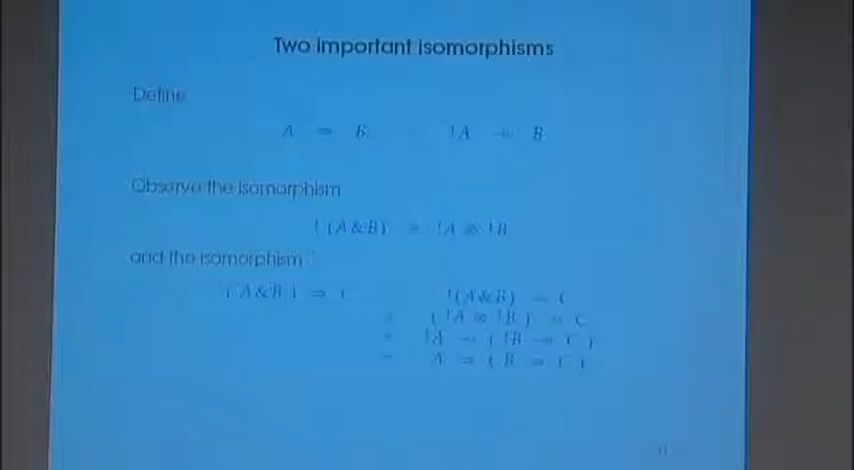 Two important isomorphisms
Define
A ⇒ B !A ⊸ B
Observe the isomorphism
!(A&B) ≅ !A ⊗ !B
and the isomorphism
(A&B) ⇒ C !(A&B) ⊸ C
(!A ⊗ !B) ⊸ C
!A ⊸ (!B ⊸ C)
A ⇒ (B ⇒ C)